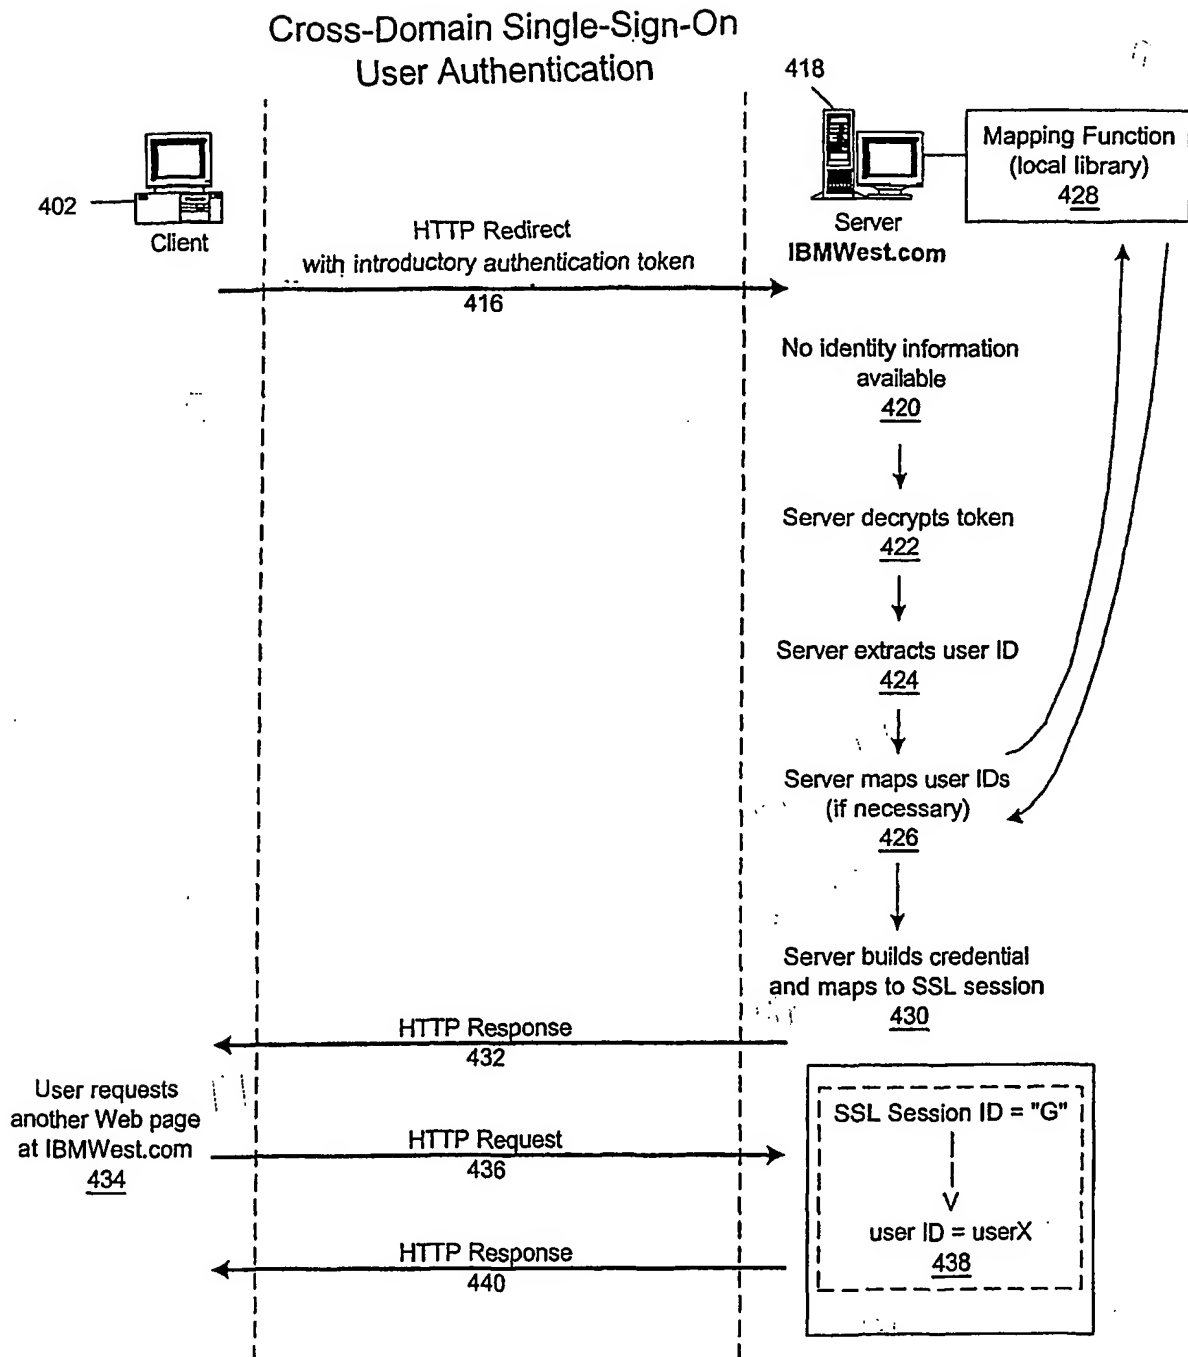 Cross-Domain Single-Sign-On
User Authentication
418
Mapping Function
(local library)
428
402
Client
Server
IBMWest.com
HTTP Redirect
with introductory authentication token
416
No identity information
available
420
Server decrypts token
422
Server extracts user ID
424
Server maps user IDs
(if necessary)
426
Server builds credential
and maps to SSL session
430
HTTP Response
432
User requests
another Web page
at IBMWest.com
434
HTTP Request
436
SSL Session ID = "G"
user ID = userX
438
HTTP Response
440